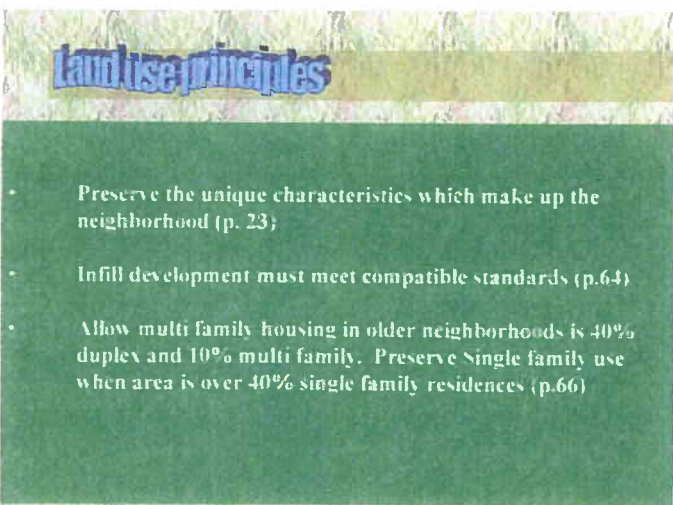 Land use principles
• Preserve the unique characteristics which make up the
neighborhood (p. 23)
• Infill development must meet compatible standards (p.64)
• Allow multi family housing in older neighborhoods is 40%
duplex and 10% multi family. Preserve Single family use
when area is over 40% single family residences (p.66)